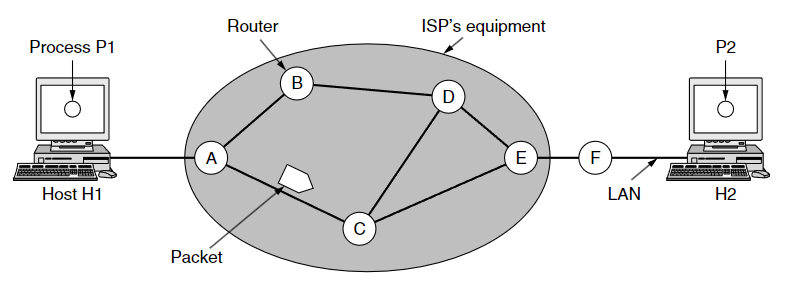 Router
ISP's equipment
Process P1
P2
B
D
A
E
F
C
Host H1
LAN
H2
Packet